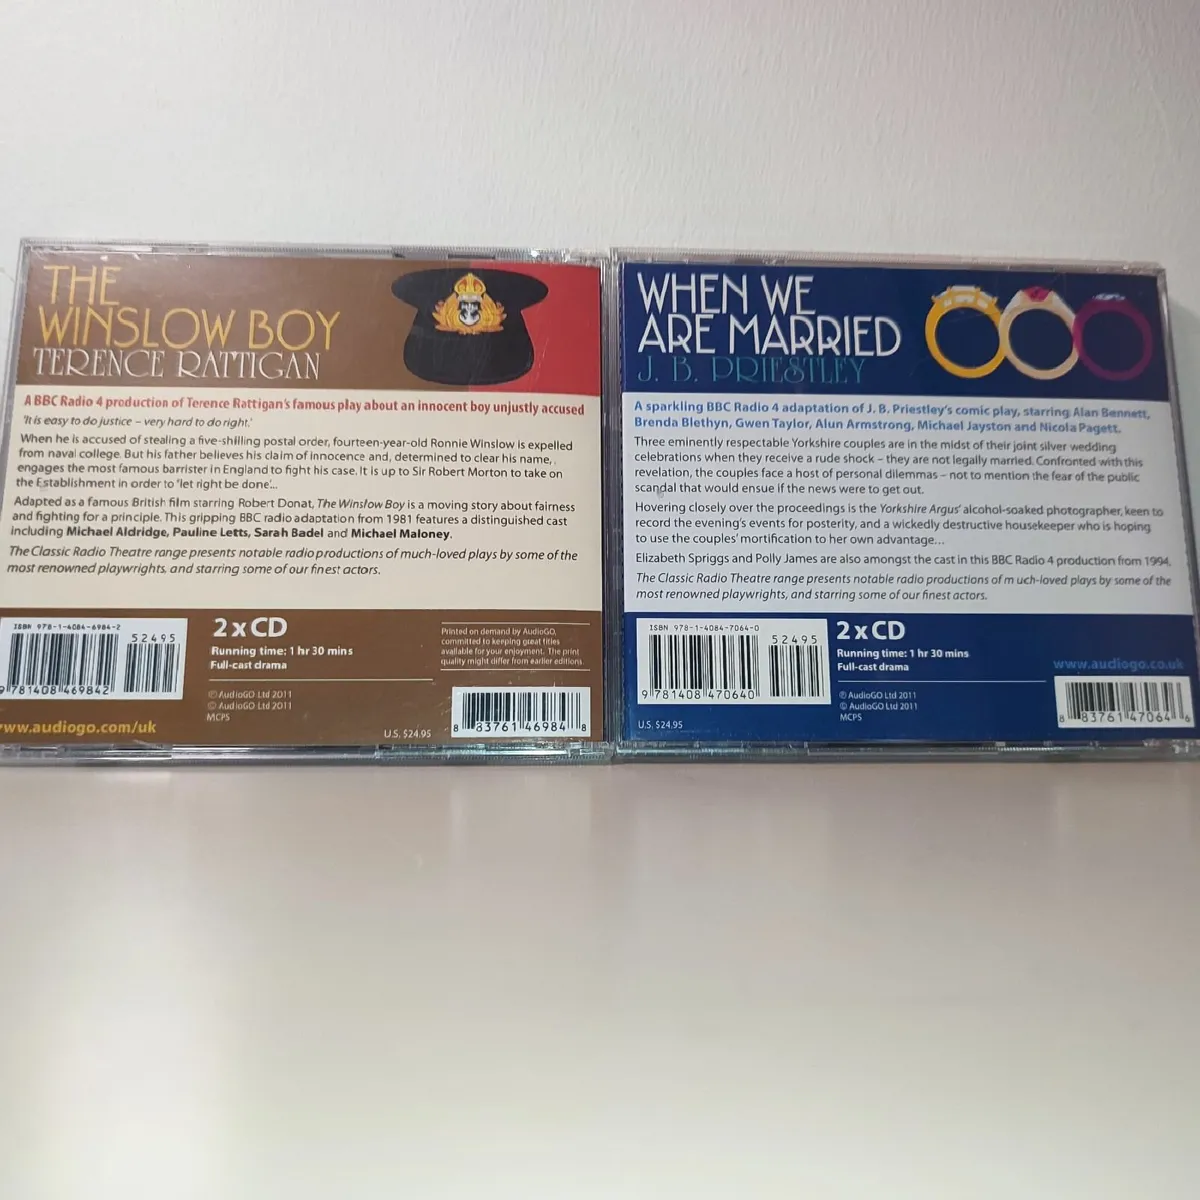 THE
WINSLOW BOY
TERENCE RATTIGAN
A BBC Radio 4 production of Terence Rattigan's famous play about an innocent boy unjustly accused
'It is easy to do justice – very hard to do right.'
When he is accused of stealing a five-shilling postal order, fourteen-year-old Ronnie Winslow is expelled
from naval college. But his father believes his claim of innocence and, determined to clear his name,
engages the most famous barrister in England to fight his case. It is up to Sir Robert Morton to take on
the Establishment in order to 'let right be done'...
Adapted as a famous British film starring Robert Donat, The Winslow Boy is a moving story about fairness
and fighting for a principle. This gripping BBC radio adaptation from 1981 features a distinguished cast
including Michael Aldridge, Pauline Letts, Sarah Badel and Michael Maloney.
The Classic Radio Theatre range presents notable radio productions of much-loved plays by some of the
most renowned playwrights, and starring some of our finest actors.
ISBN 978-1-4084-6984-2
52495
9 781408 469842
2 x CD
Running time: 1 hr 30 mins
Full-cast drama
℗ AudioGO Ltd 2011
© AudioGO Ltd 2011
MCPS
Printed on demand by AudioGO,
committed to keeping great titles
available for your enjoyment. The print
quality might differ from earlier editions.
www.audiogo.com/uk
U.S. $24.95
8 83761 46984 8
WHEN WE
ARE MARRIED
J. B. PRIESTLEY
A sparkling BBC Radio 4 adaptation of J. B. Priestley's comic play, starring Alan Bennett,
Brenda Blethyn, Gwen Taylor, Alun Armstrong, Michael Jayston and Nicola Pagett.
Three eminently respectable Yorkshire couples are in the midst of their joint silver wedding
celebrations when they receive a rude shock – they are not legally married. Confronted with this
revelation, the couples face a host of personal dilemmas – not to mention the fear of the public
scandal that would ensue if the news were to get out.
Hovering closely over the proceedings is the Yorkshire Argus' alcohol-soaked photographer, keen to
record the evening's events for posterity, and a wickedly destructive housekeeper who is hoping
to use the couples' mortification to her own advantage...
Elizabeth Spriggs and Polly James are also amongst the cast in this BBC Radio 4 production from 1994.
The Classic Radio Theatre range presents notable radio productions of m uch-loved plays by some of the
most renowned playwrights, and starring some of our finest actors.
ISBN 978-1-4084-7064-0
52495
9 781408 470640
2 x CD
Running time: 1 hr 30 mins
Full-cast drama
℗ AudioGO Ltd 2011
© AudioGO Ltd 2011
MCPS
www.audiogo.co.uk
U.S. $24.95
8 83761 47064 6